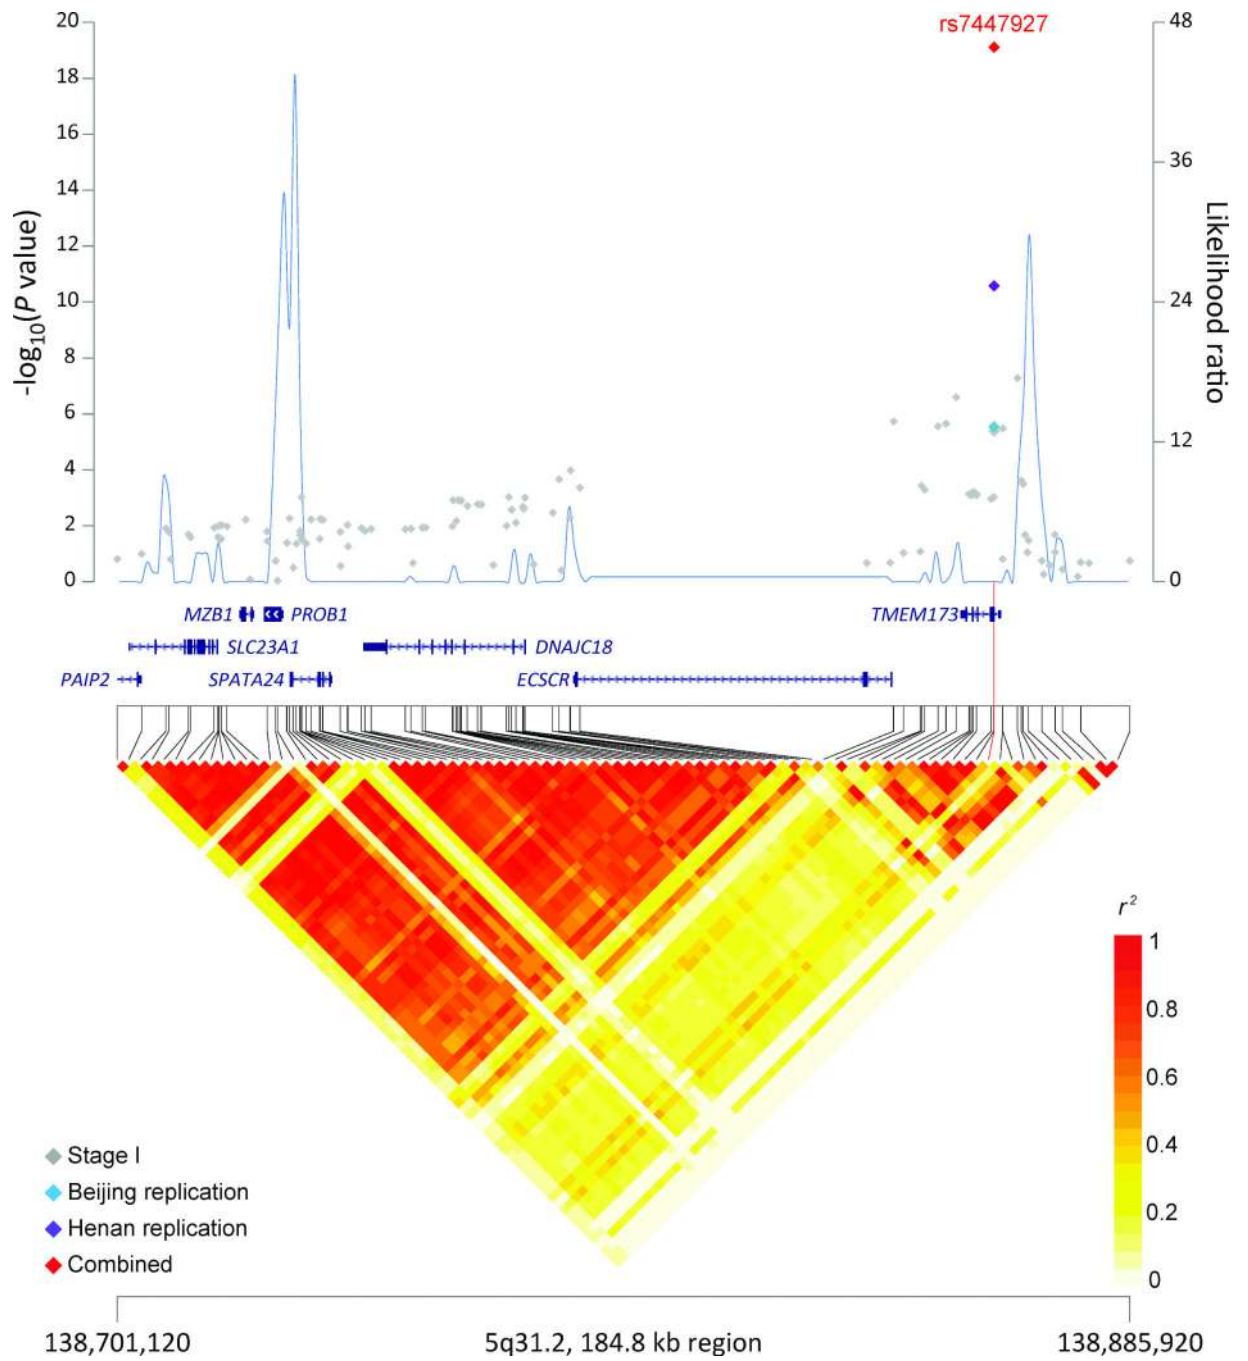 rs7447927
20
18
16
14
12
10
8
6
4
2
0
-log10(P value)
48
36
24
12
0
Likelihood ratio
MZB1
PROB1
TMEM173
SLC23A1
DNAJC18
PAIP2
SPATA24
ECSCR
r²
1
0.8
0.6
0.4
0.2
0
Stage I
Beijing replication
Henan replication
Combined
138,701,120
5q31.2, 184.8 kb region
138,885,920